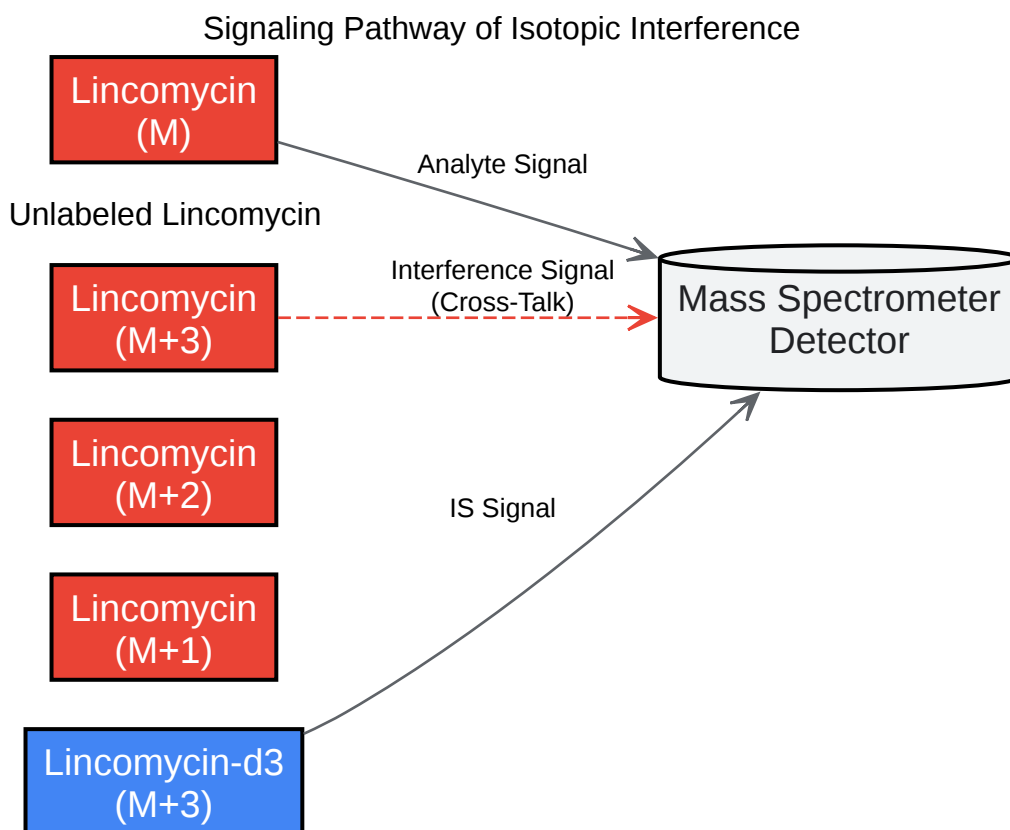 Signaling Pathway of Isotopic Interference
Lincomycin
(M)
Analyte Signal
Unlabeled Lincomycin
Lincomycin
(M+3)
Interference Signal
(Cross-Talk)
Mass Spectrometer
Detector
Lincomycin
(M+2)
IS Signal
Lincomycin
(M+1)
Lincomycin-d3
(M+3)